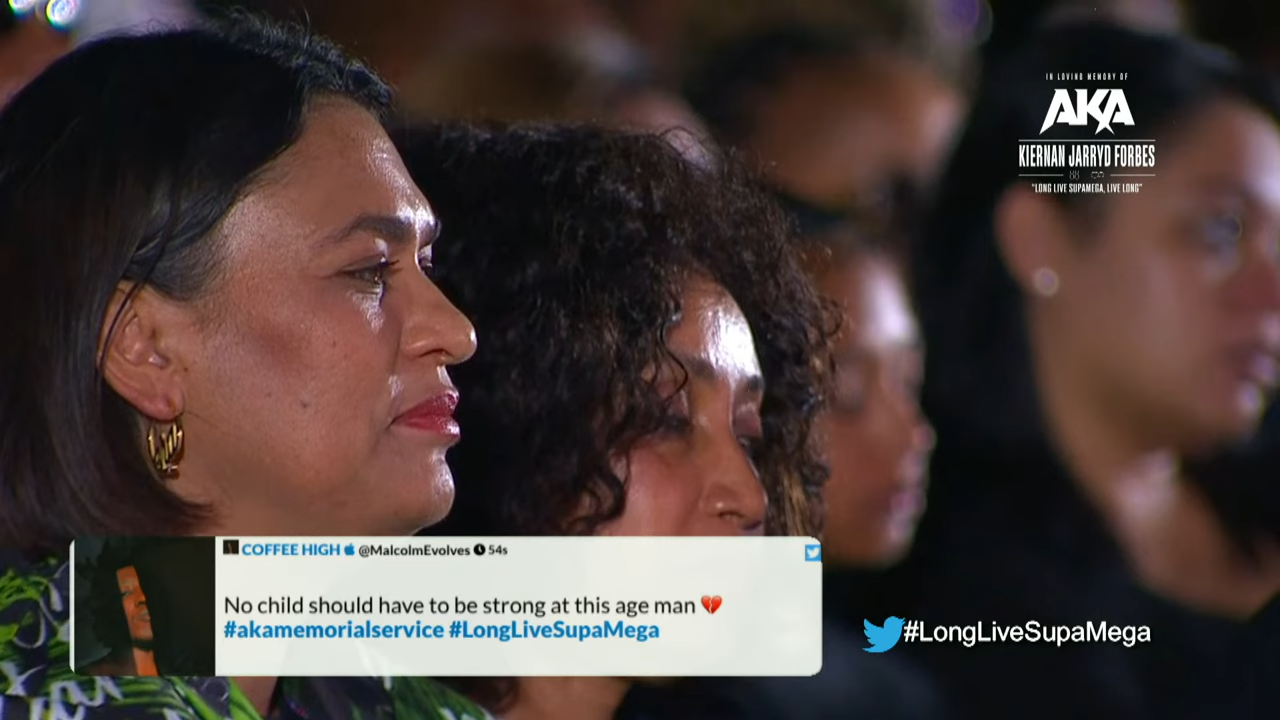 IN LOVING MEMORY OF
AKA
KIERNAN JARRYD FORBES
"LONG LIVE SUPAMEGA, LIVE LONG"
COFFEE HIGH @MalcolmEvolves 54s
No child should have to be strong at this age man 💔
#akamemorialservice #LongLiveSupaMega
#LongLiveSupaMega